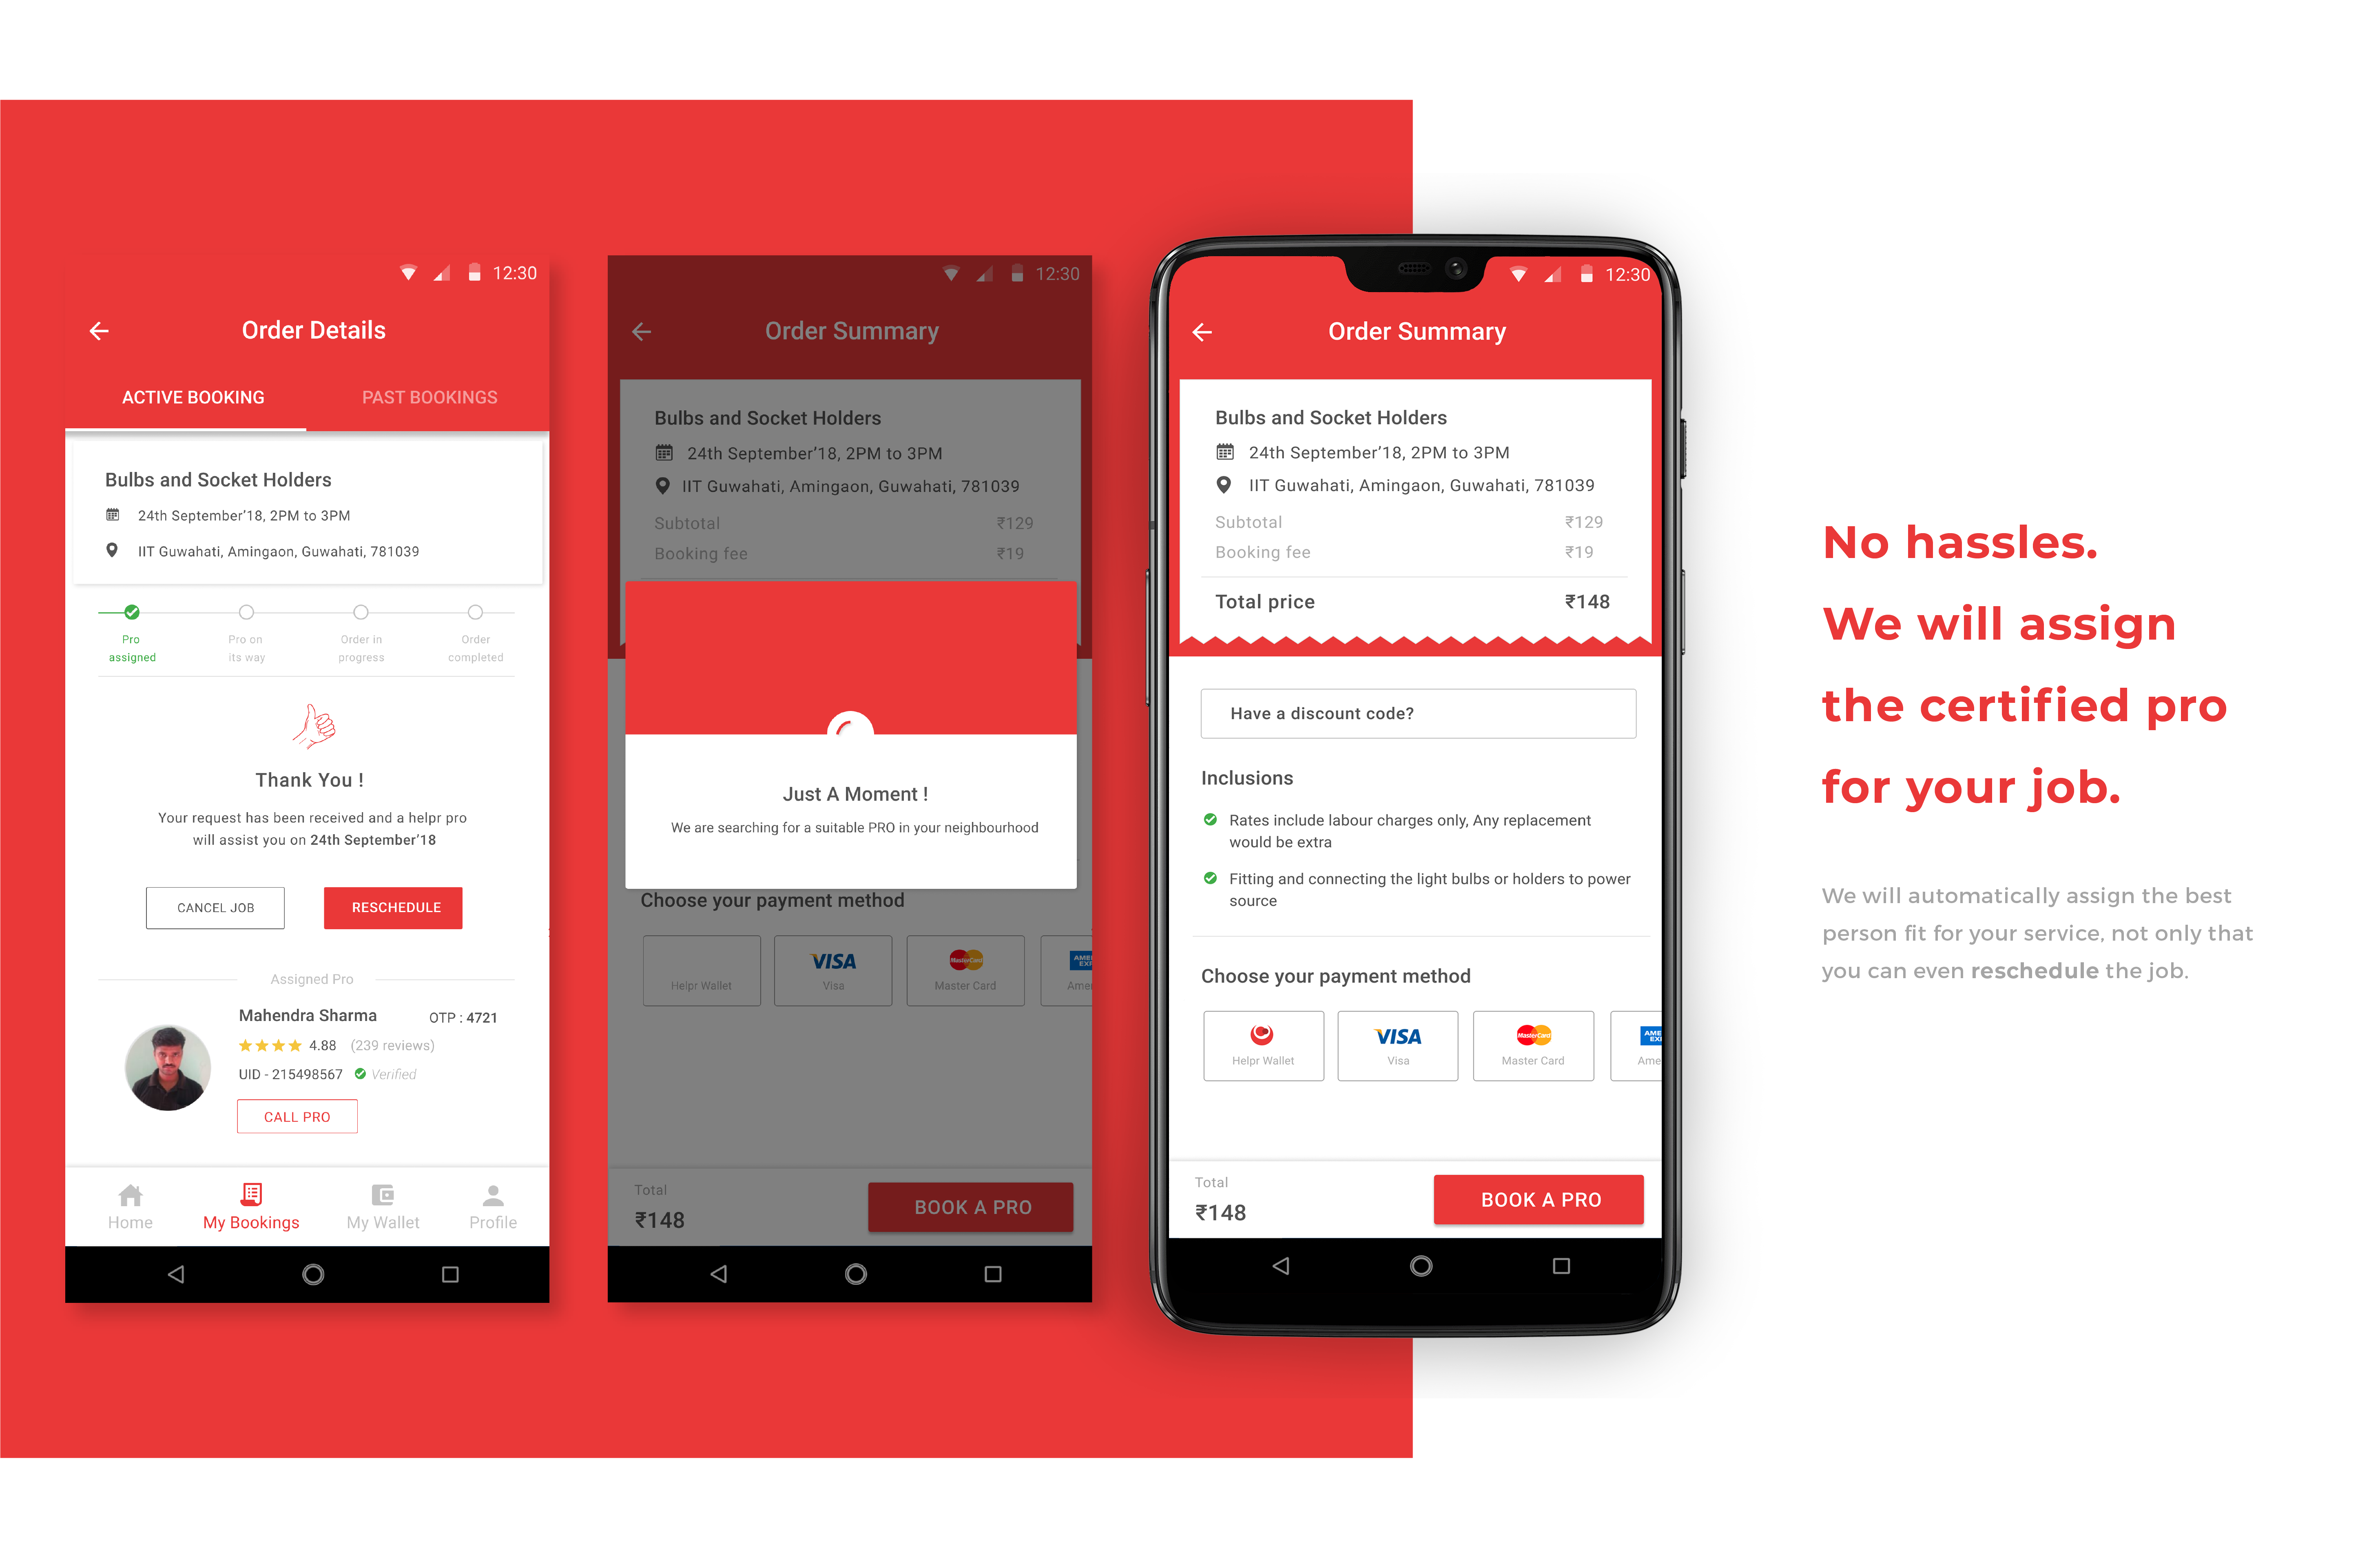 12:30
Order Details
ACTIVE BOOKING
PAST BOOKINGS
Bulbs and Socket Holders
24th September'18, 2PM to 3PM
IIT Guwahati, Amingaon, Guwahati, 781039
Pro assigned
Pro on its way
Order in progress
Order completed
Thank You !
Your request has been received and a helpr pro
will assist you on 24th September'18
CANCEL JOB
RESCHEDULE
Assigned Pro
Mahendra Sharma
OTP : 4721
4.88 (239 reviews)
UID - 215498567 Verified
CALL PRO
Home
My Bookings
My Wallet
Profile
12:30
Order Summary
Bulbs and Socket Holders
24th September'18, 2PM to 3PM
IIT Guwahati, Amingaon, Guwahati, 781039
Subtotal ₹129
Booking fee ₹19
Just A Moment !
We are searching for a suitable PRO in your neighbourhood
Choose your payment method
Helpr Wallet
VISA
Visa
MasterCard
Master Card
AME
EX
Ame
Total
₹148
BOOK A PRO
12:30
Order Summary
Bulbs and Socket Holders
24th September'18, 2PM to 3PM
IIT Guwahati, Amingaon, Guwahati, 781039
Subtotal ₹129
Booking fee ₹19
Total price ₹148
Have a discount code?
Inclusions
Rates include labour charges only, Any replacement
would be extra
Fitting and connecting the light bulbs or holders to power
source
Choose your payment method
Helpr Wallet
VISA
Visa
MasterCard
Master Card
AME
EX
Ame
Total
₹148
BOOK A PRO
No hassles.
We will assign
the certified pro
for your job.
We will automatically assign the best
person fit for your service, not only that
you can even reschedule the job.